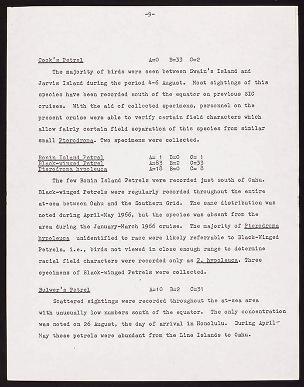 -9-
Cook's Petrel A=0 B=33 C=2
The majority of birds were seen between Swain's Island and
Jarvis Island during the period 4-6 August. Most sightings of this
species have been recorded south of the equator on previous SIC
cruises. With the aid of collected specimens, personnel on the
present cruise were able to verify certain field characters which
allow fairly certain field separation of this species from similar
small Pterodroma. Two specimens were collected.
Bonin Island Petrel A= 1 B=0 C= 1
Black-winged Petrel A=63 B=0
Pterodroma hypoleuca A=18 B=0 C= 8
The few Bonin Island Petrels were recorded just south of Oahu.
Black-winged Petrels were regularly recorded throughout the entire
at-sea between Oahu and the Southern Grid. The same distribution was
noted during April-May 1966, but the species was absent from the
area during the January-March 1966 cruise. The majority of Pterodroma
hypoleuca unidentified to race were likely referrable to Black-Winged
Petrels, i.e., birds not viewed in close enough range to determine
racial field characters were recorded only as P. hypoleuca. Three
specimens of Black-winged Petrels were collected.
Bulwer's Petrel A=10 B=2 C=31
Scattered sightings were recorded throughout the at-sea area
with unusually low numbers south of the equator. The only concentration
was noted on 26 August, the day of arrival in Honolulu. During April-
May these petrels were abundant from the Line Islands to Oahu.